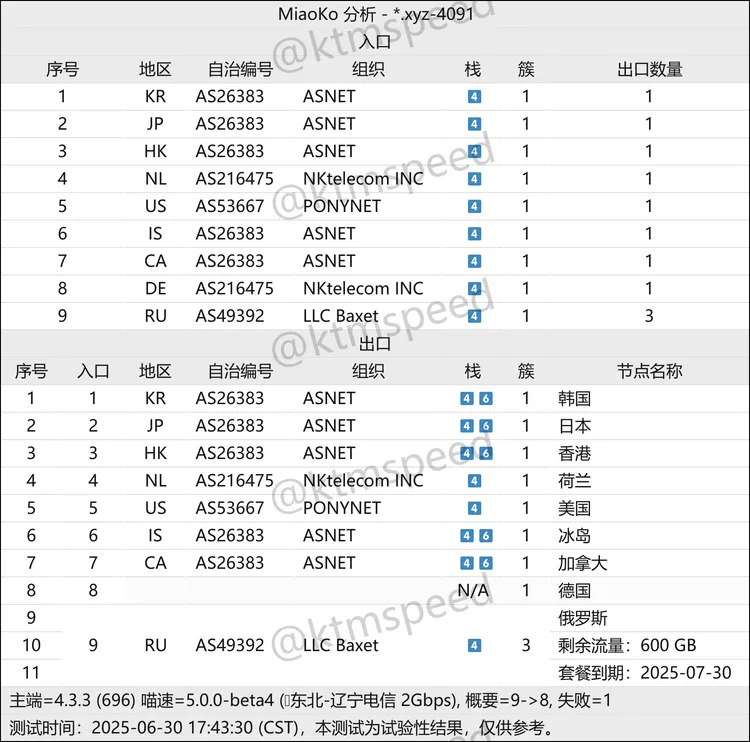 MiaoKo 分析 - *.xyz-4091
入口
序号 地区 自治编号 组织 栈 簇 出口数量
1 KR AS26383 ASNET 4 1 1
2 JP AS26383 ASNET 4 1 1
3 HK AS26383 ASNET 4 1 1
4 NL AS216475 NKtelecom INC 4 1 1
5 US AS53667 PONYNET 4 1 1
6 IS AS26383 ASNET 4 1 1
7 CA AS26383 ASNET 4 1 1
8 DE AS216475 NKtelecom INC 4 1 1
9 RU AS49392 LLC Baxet 4 1 3
出口
序号 入口 地区 自治编号 组织 栈 簇 节点名称
1 1 KR AS26383 ASNET 4 6 1 韩国
2 2 JP AS26383 ASNET 4 6 1 日本
3 3 HK AS26383 ASNET 4 6 1 香港
4 4 NL AS216475 NKtelecom INC 4 1 荷兰
5 5 US AS53667 PONYNET 4 1 美国
6 6 IS AS26383 ASNET 4 6 1 冰岛
7 7 CA AS26383 ASNET 4 6 1 加拿大
8 8 N/A 1 德国
9 俄罗斯
10 9 RU AS49392 LLC Baxet 4 3 剩余流量：600 GB
11 套餐到期：2025-07-30
主端=4.3.3 (696) 喵速=5.0.0-beta4 (东北-辽宁电信 2Gbps), 概要=9->8, 失败=1
测试时间：2025-06-30 17:43:30 (CST)，本测试为试验性结果，仅供参考。
@ktmspeed
@ktmspeed
@ktmspeed
@ktmspeed
@ktmspeed